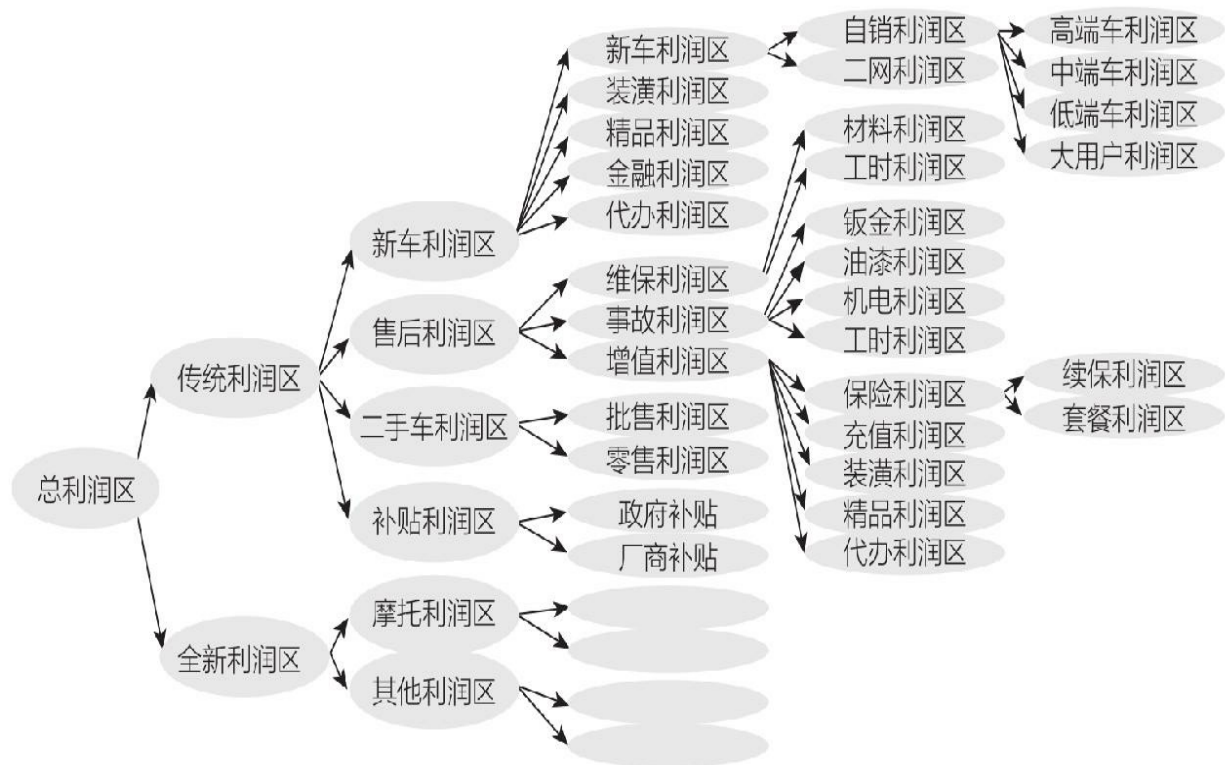 总利润区
传统利润区
全新利润区
新车利润区
售后利润区
二手车利润区
补贴利润区
摩托利润区
其他利润区
新车利润区
装潢利润区
精品利润区
金融利润区
代办利润区
维保利润区
事故利润区
增值利润区
批售利润区
零售利润区
政府补贴
厂商补贴
自销利润区
二网利润区
材料利润区
工时利润区
钣金利润区
油漆利润区
机电利润区
工时利润区
保险利润区
充值利润区
装潢利润区
精品利润区
代办利润区
高端车利润区
中端车利润区
低端车利润区
大用户利润区
续保利润区
套餐利润区